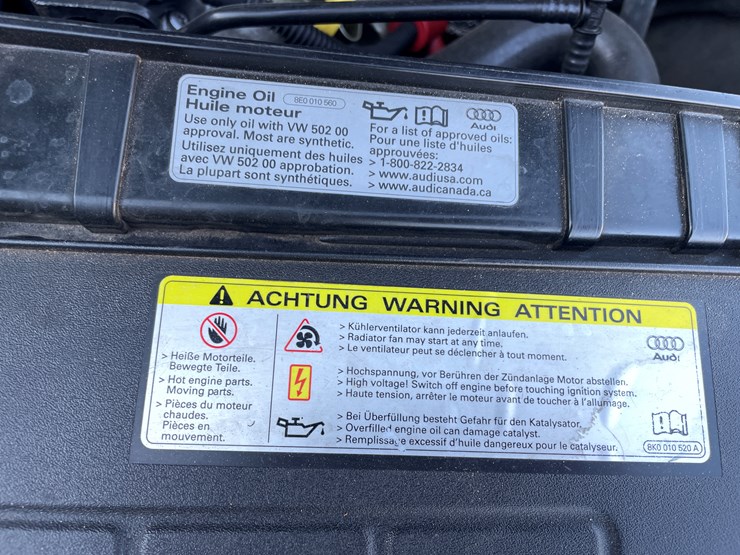 Engine Oil 8E0 010 560
Huile moteur
Use only oil with VW 502 00
approval. Most are synthetic.
Utilisez uniquement des huiles
avec VW 502 00 approbation.
La plupart sont synthétiques.
Audi
For a list of approved oils:
Pour une liste d'huiles
approuvées:
> 1-800-822-2834
> www.audiusa.com
> www.audicanada.ca
ACHTUNG WARNING ATTENTION
> Heiße Motorteile.
Bewegte Teile.
> Hot engine parts.
Moving parts.
> Pièces du moteur
chaudes.
Pièces en
mouvement.
> Kühlerventilator kann jederzeit anlaufen.
> Radiator fan may start at any time.
> Le ventilateur peut se déclencher à tout moment.
> Hochspannung, vor Berühren der Zündanlage Motor abstellen.
> High voltage! Switch off engine before touching ignition system.
> Haute tension, arrêter le moteur avant de toucher à l'allumage.
> Bei Überfüllung besteht Gefahr für den Katalysator.
> Overfilled engine oil can damage catalyst.
> Remplissage excessif d'huile dangereux pour le catalyseur.
Audi
8K0 010 520 A